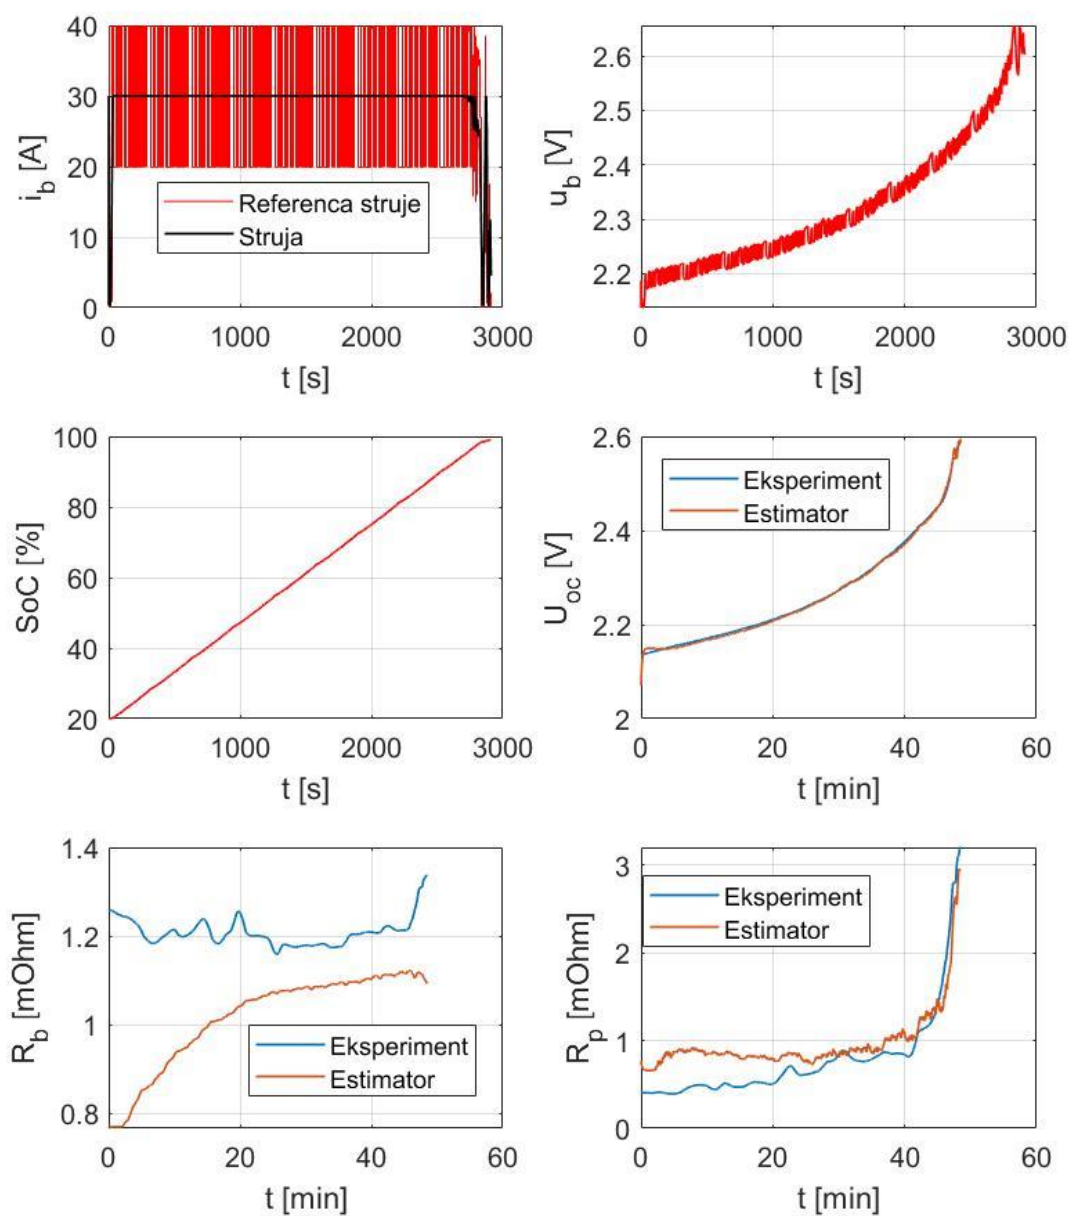 40
30
20
10
0
i_b [A]
Referenca struje
Struja
0 1000 2000 3000
t [s]
2.6
2.5
2.4
2.3
2.2
u_b [V]
0 1000 2000 3000
t [s]
100
80
60
40
20
SoC [%]
0 1000 2000 3000
t [s]
2.6
2.4
2.2
2
U_oc [V]
Eksperiment
Estimator
0 20 40 60
t [min]
1.4
1.2
1
0.8
R_b [mOhm]
Eksperiment
Estimator
0 20 40 60
t [min]
3
2
1
0
R_p [mOhm]
Eksperiment
Estimator
0 20 40 60
t [min]